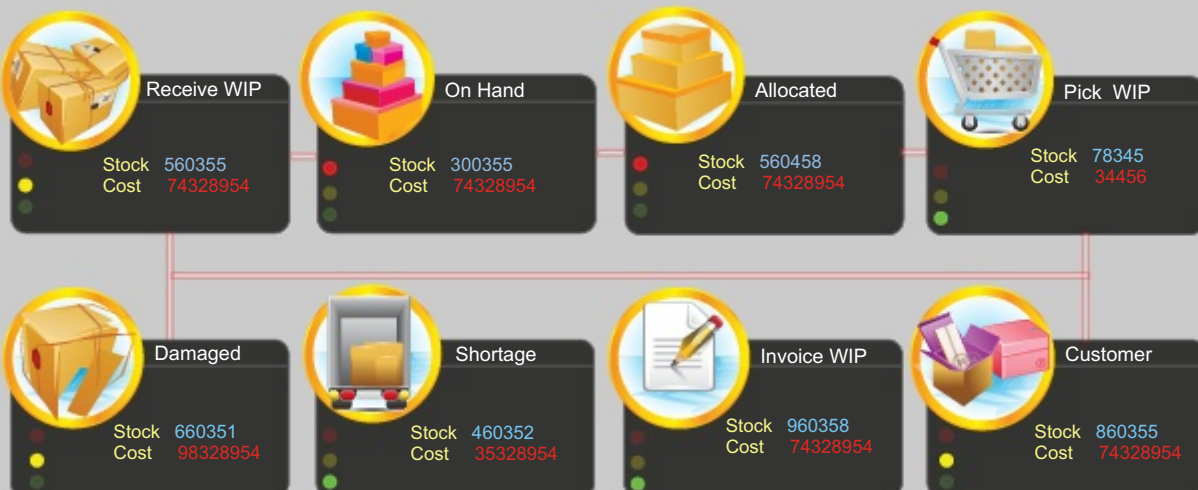 Receive WIP
Stock 560355
Cost 74328954
On Hand
Stock 300355
Cost 74328954
Allocated
Stock 560458
Cost 74328954
Pick WIP
Stock 78345
Cost 34456
Damaged
Stock 660351
Cost 98328954
Shortage
Stock 460352
Cost 35328954
Invoice WIP
Stock 960358
Cost 74328954
Customer
Stock 860355
Cost 74328954